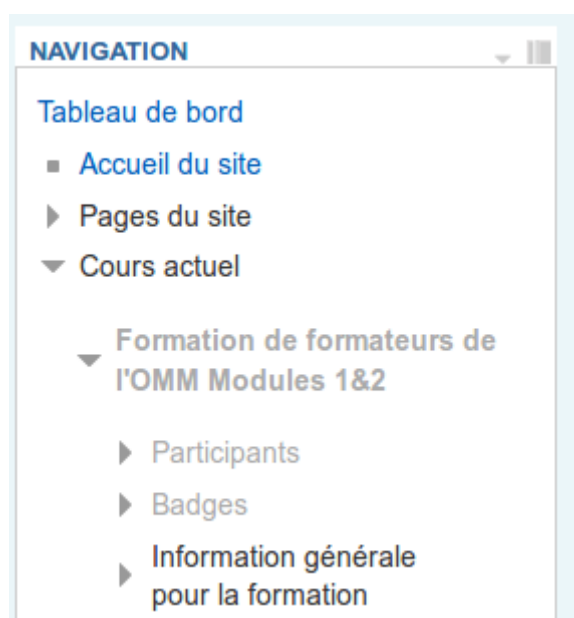 NAVIGATION
Tableau de bord
Accueil du site
Pages du site
Cours actuel
Formation de formateurs de
l'OMM Modules 1&2
Participants
Badges
Information générale
pour la formation